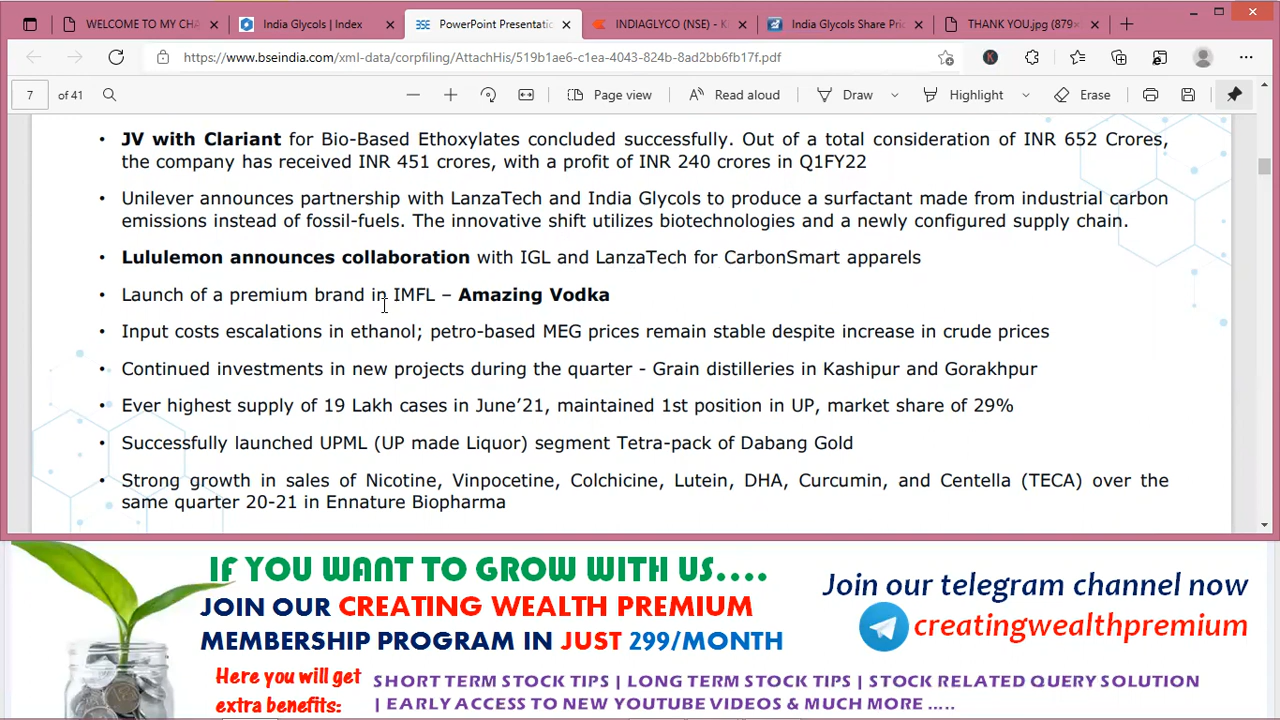 WELCOME TO MY CHA
India Glycols | Index
PowerPoint Presentati
INDIAGLYCO (NSE) - Ki
India Glycols Share Pric
THANK YOU.jpg (879×
https://www.bseindia.com/xml-data/corpfiling/AttachHis/519b1ae6-c1ea-4043-824b-8ad2bb6fb17f.pdf
7 of 41 Page view Read aloud Draw Highlight Erase
• JV with Clariant for Bio-Based Ethoxylates concluded successfully. Out of a total consideration of INR 652 Crores,
the company has received INR 451 crores, with a profit of INR 240 crores in Q1FY22
• Unilever announces partnership with LanzaTech and India Glycols to produce a surfactant made from industrial carbon
emissions instead of fossil-fuels. The innovative shift utilizes biotechnologies and a newly configured supply chain.
• Lululemon announces collaboration with IGL and LanzaTech for CarbonSmart apparels
• Launch of a premium brand in IMFL – Amazing Vodka
• Input costs escalations in ethanol; petro-based MEG prices remain stable despite increase in crude prices
• Continued investments in new projects during the quarter - Grain distilleries in Kashipur and Gorakhpur
• Ever highest supply of 19 Lakh cases in June'21, maintained 1st position in UP, market share of 29%
• Successfully launched UPML (UP made Liquor) segment Tetra-pack of Dabang Gold
• Strong growth in sales of Nicotine, Vinpocetine, Colchicine, Lutein, DHA, Curcumin, and Centella (TECA) over the
same quarter 20-21 in Ennature Biopharma
IF YOU WANT TO GROW WITH US....
JOIN OUR CREATING WEALTH PREMIUM
MEMBERSHIP PROGRAM IN JUST 299/MONTH
Join our telegram channel now
creatingwealthpremium
Here you will get
extra benefits:
SHORT TERM STOCK TIPS | LONG TERM STOCK TIPS | STOCK RELATED QUERY SOLUTION
| EARLY ACCESS TO NEW YOUTUBE VIDEOS & MUCH MORE .....